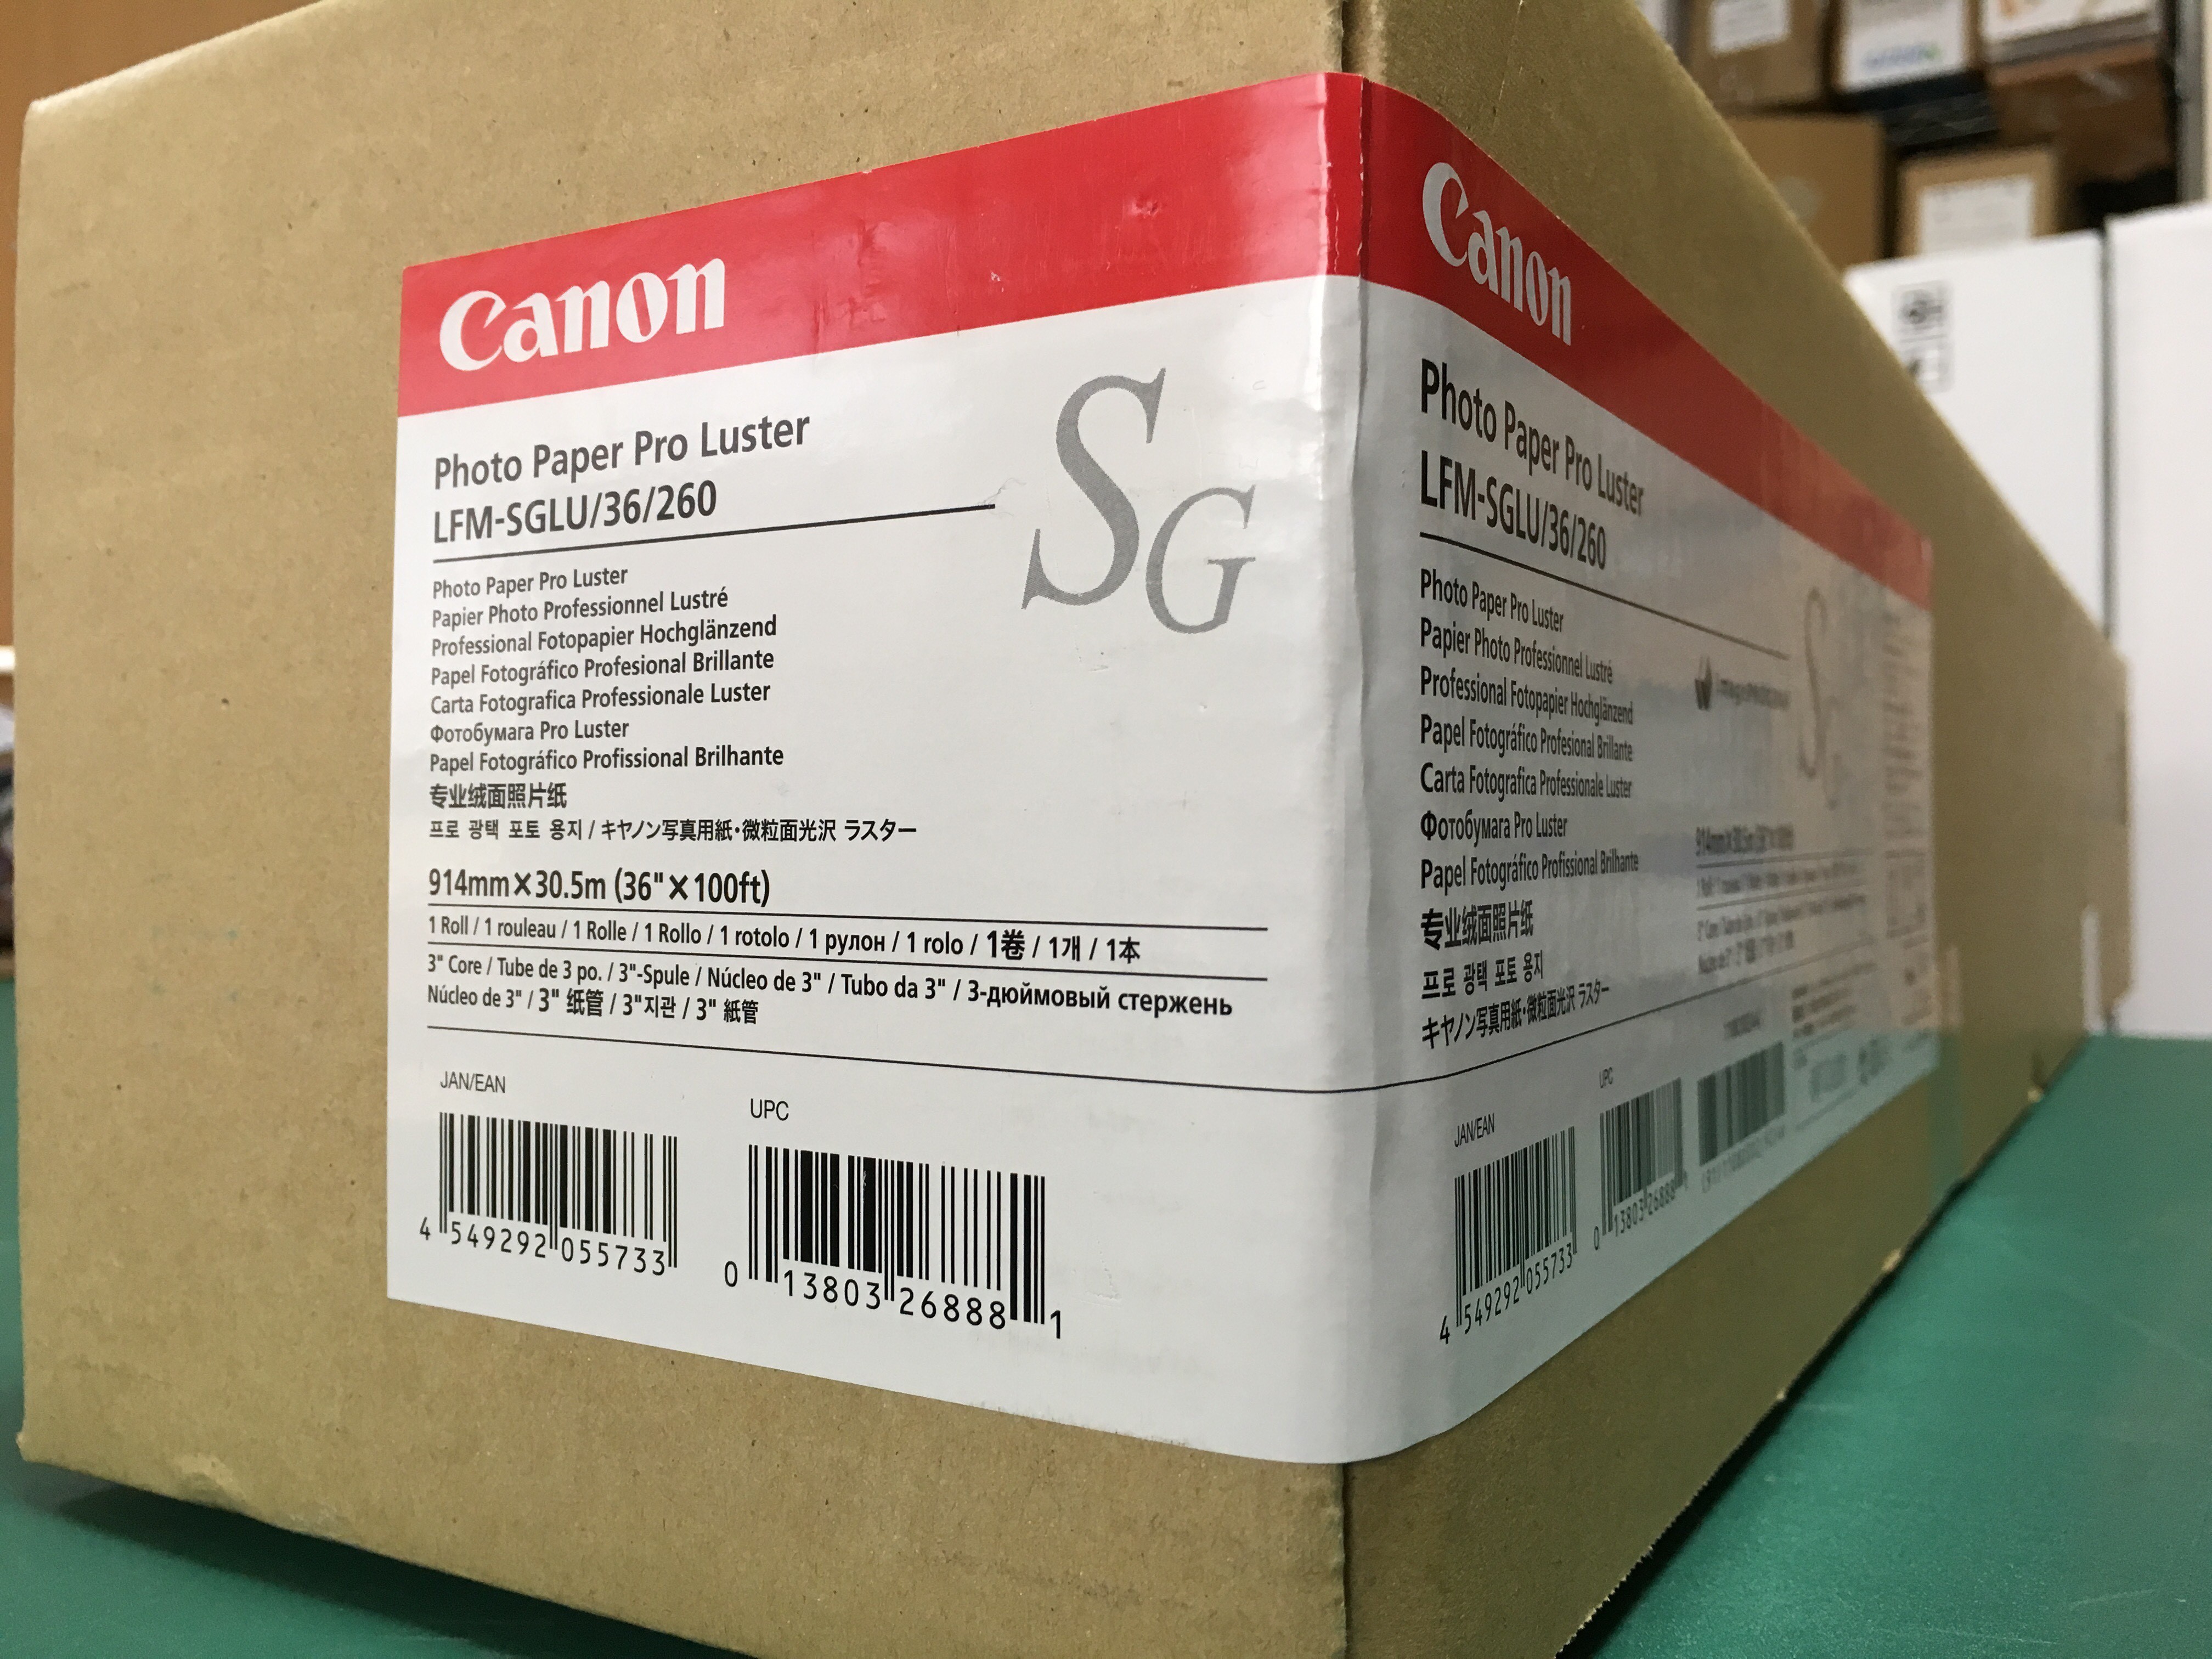 Canon
Photo Paper Pro Luster
LFM-SGLU/36/260
SG
Photo Paper Pro Luster
Papier Photo Professionnel Lustré
Professional Fotopapier Hochglänzend
Papel Fotográfico Profesional Brillante
Carta Fotografica Professionale Luster
Фотобумага Pro Luster
Papel Fotográfico Profissional Brilhante
专业绒面照片纸
프로 광택 포토 용지 / キヤノン写真用紙・微粒面光沢 ラスター
914mm×30.5m (36"×100ft)
1 Roll / 1 rouleau / 1 Rolle / 1 Rollo / 1 rotolo / 1 рулон / 1 rolo / 1卷 / 1개 / 1本
3" Core / Tube de 3 po. / 3"-Spule / Núcleo de 3" / Tubo da 3" / 3-дюймовый стержень
Núcleo de 3" / 3" 纸管 / 3"지관 / 3" 紙管
JAN/EAN
4 549292 055733
UPC
0 13803 26888 1
Canon
Photo Paper Pro Luster
LFM-SGLU/36/260
SG
Photo Paper Pro Luster
Papier Photo Professionnel Lustré
Professional Fotopapier Hochglänzend
Papel Fotográfico Profesional Brillante
Carta Fotografica Professionale Luster
Фотобумага Pro Luster
Papel Fotográfico Profissional Brilhante
专业绒面照片纸
프로 광택 포토 용지
キヤノン写真用紙・微粒面光沢 ラスター
914mm×30.5m (36"×100ft)
JAN/EAN
4 549292 055733
UPC
0 13803 26888 1